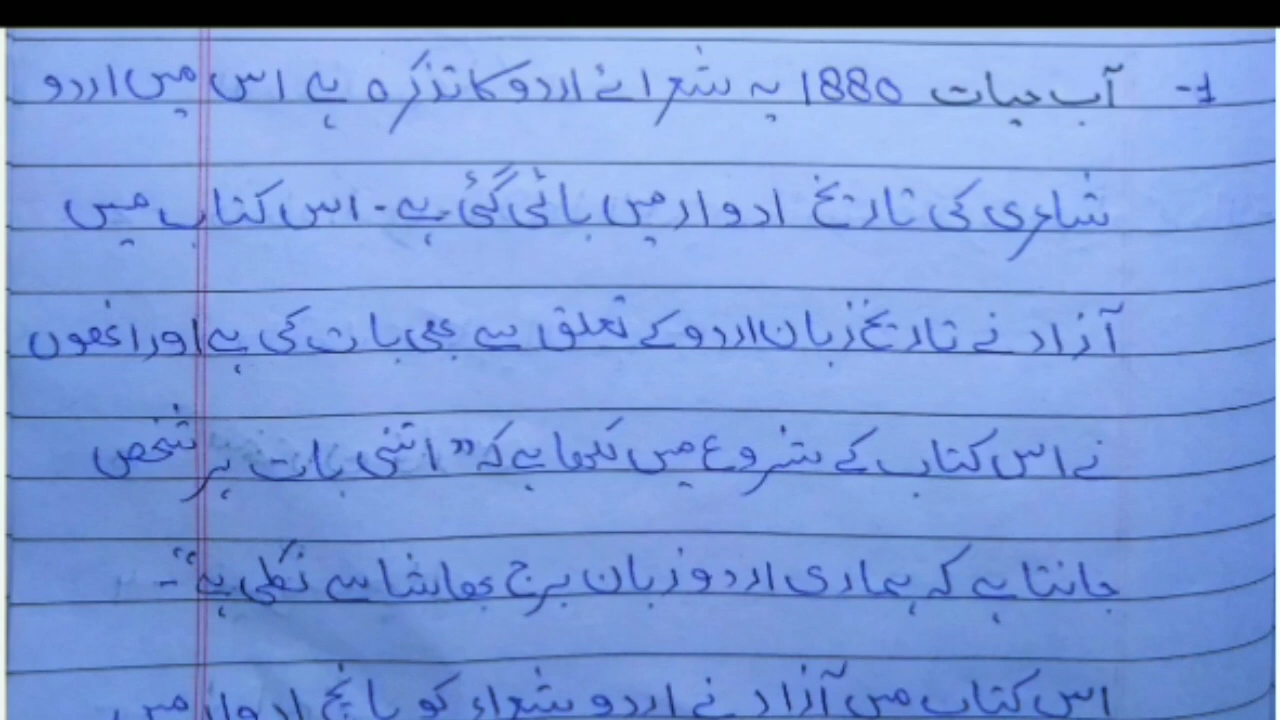 1- آب حیات 1880 یہ شعرائے اردو کا تذکرہ ہے اس میں اردو
شاعری کی تاریخ ادوار میں بانٹی گئی ہے۔ اس کتاب میں
آزاد نے تاریخ زبان اردو کے تعلق سے بھی بات کی ہے اور انھوں
نے اس کتاب کے شروع میں لکھا ہے کہ "اتنی بات ہر شخص
جانتا ہے کہ ہماری اردو زبان برج بھاشا سے نکلی ہے"۔
اس کتاب میں آزاد نے اردو شعراء کو پانچ ادوار میں